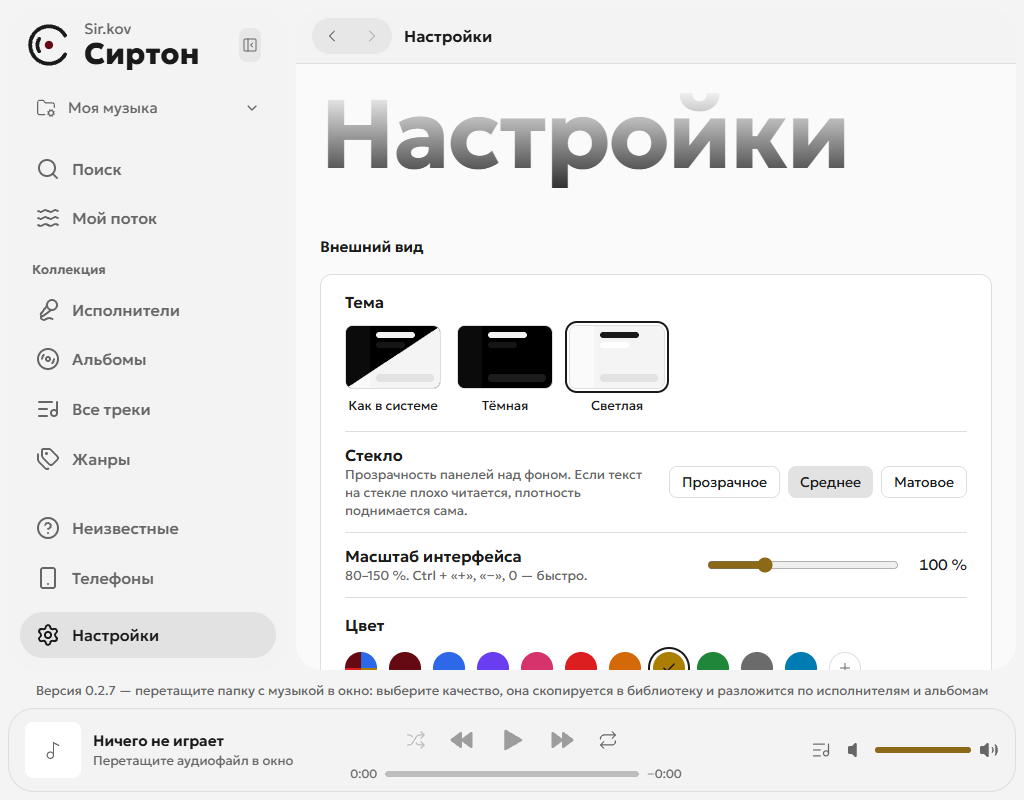 Sir.kov
Сиртон
Моя музыка
Поиск
Мой поток
Коллекция
Исполнители
Альбомы
Все треки
Жанры
Неизвестные
Телефоны
Настройки
Настройки
Настройки
Внешний вид
Тема
Как в системе
Тёмная
Светлая
Стекло
Прозрачность панелей над фоном. Если текст
на стекле плохо читается, плотность
поднимается сама.
Прозрачное
Среднее
Матовое
Масштаб интерфейса
80–150 %. Ctrl + «+», «−», 0 — быстро.
100 %
Цвет
Версия 0.2.7 — перетащите папку с музыкой в окно: выберите качество, она скопируется в библиотеку и разложится по исполнителям и альбомам
Ничего не играет
Перетащите аудиофайл в окно
0:00
−0:00